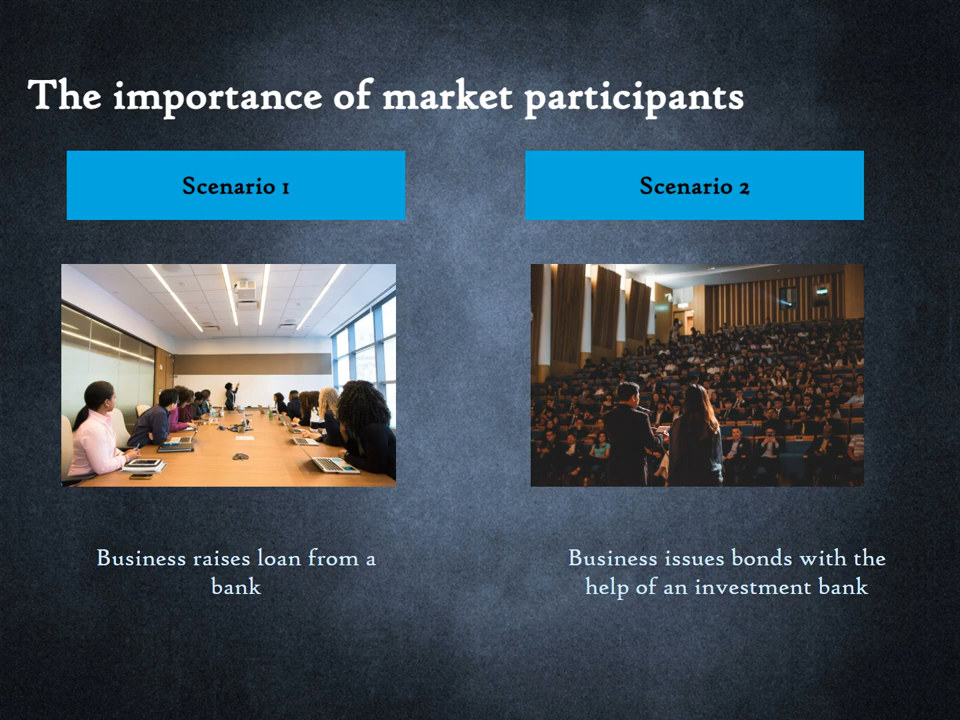 The importance of market participants
Scenario 1
Scenario 2
Business raises loan from a
bank
Business issues bonds with the
help of an investment bank